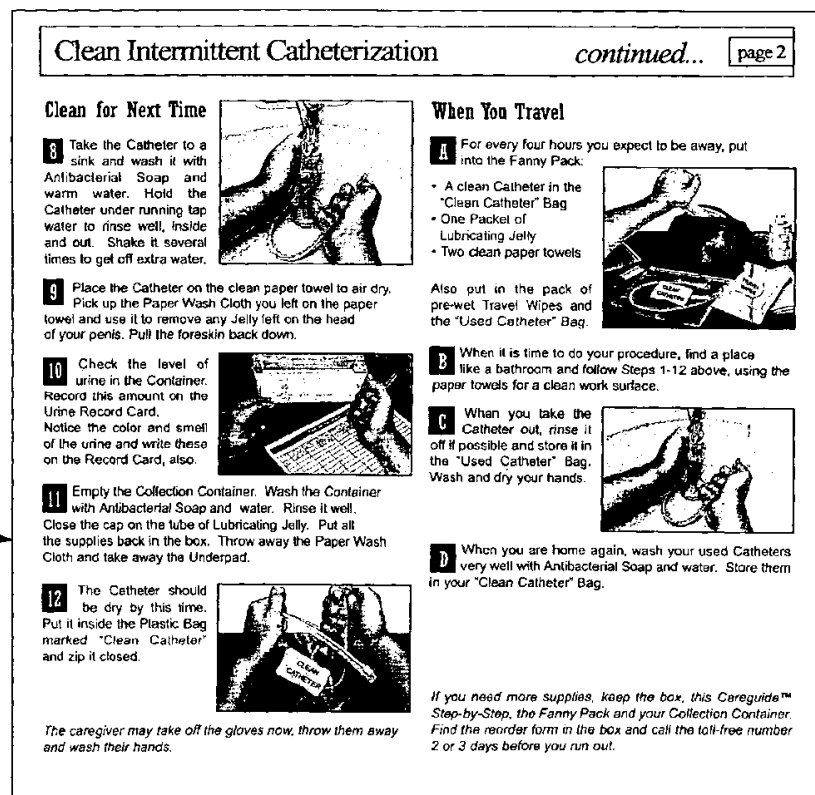 Clean Intermittent Catheterization continued... page 2
Clean for Next Time
8 Take the Catheter to a
sink and wash it with
Antibacterial Soap and
warm water. Hold the
Catheter under running tap
water to rinse well, inside
and out. Shake it several
times to get off extra water.
9 Place the Catheter on the clean paper towel to air dry.
Pick up the Paper Wash Cloth you left on the paper
towel and use it to remove any Jelly left on the head
of your penis. Pull the foreskin back down.
10 Check the level of
urine in the Container.
Record this amount on the
Urine Record Card.
Notice the color and smell
of the urine and write these
on the Record Card, also.
11 Empty the Collection Container. Wash the Container
with Antibacterial Soap and water. Rinse it well.
Close the cap on the tube of Lubricating Jelly. Put all
the supplies back in the box. Throw away the Paper Wash
Cloth and take away the Underpad.
12 The Catheter should
be dry by this time.
Put it inside the Plastic Bag
marked "Clean Catheter"
and zip it closed.
CLEAN
CATHETER
The caregiver may take off the gloves now, throw them away
and wash their hands.
When You Travel
A For every four hours you expect to be away, put
into the Fanny Pack:
• A clean Catheter in the
"Clean Catheter" Bag
• One Packet of
Lubricating Jelly
• Two clean paper towels
Also put in the pack of
pre-wet Travel Wipes and
the "Used Catheter" Bag.
CLEAN
CATHETER
B When it is time to do your procedure, find a place
like a bathroom and follow Steps 1-12 above, using the
paper towels for a clean work surface.
C When you take the
Catheter out, rinse it
off if possible and store it in
the "Used Catheter" Bag.
Wash and dry your hands.
D When you are home again, wash your used Catheters
very well with Antibacterial Soap and water. Store them
in your "Clean Catheter" Bag.
If you need more supplies, keep the box, this Careguide™
Step-by-Step, the Fanny Pack and your Collection Container.
Find the reorder form in the box and call the toll-free number
2 or 3 days before you run out.